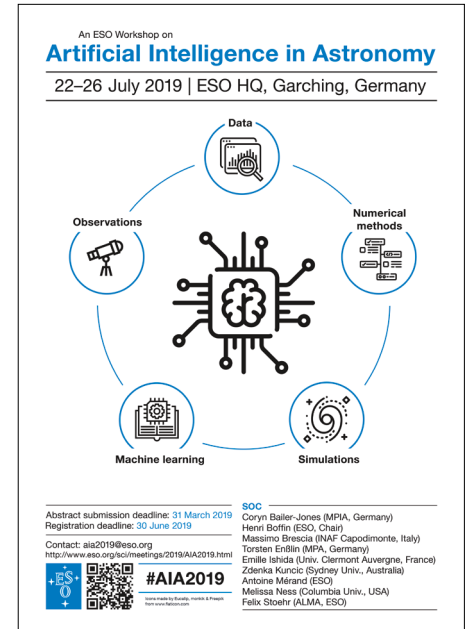 An ESO Workshop on
Artificial Intelligence in Astronomy
22–26 July 2019 | ESO HQ, Garching, Germany
Data
Observations
Numerical
methods
Machine learning
Simulations
Abstract submission deadline: 31 March 2019
Registration deadline: 30 June 2019
Contact: aia2019@eso.org
http://www.eso.org/sci/meetings/2019/AIA2019.html
ESO
#AIA2019
Icons made by Eucalip, monkik & Freepik
from www.flaticon.com
SOC
Coryn Bailer-Jones (MPIA, Germany)
Henri Boffin (ESO, Chair)
Massimo Brescia (INAF Capodimonte, Italy)
Torsten Enßlin (MPA, Germany)
Emille Ishida (Univ. Clermont Auvergne, France)
Zdenka Kuncic (Sydney Univ., Australia)
Antoine Mérand (ESO)
Melissa Ness (Columbia Univ., USA)
Felix Stoehr (ALMA, ESO)